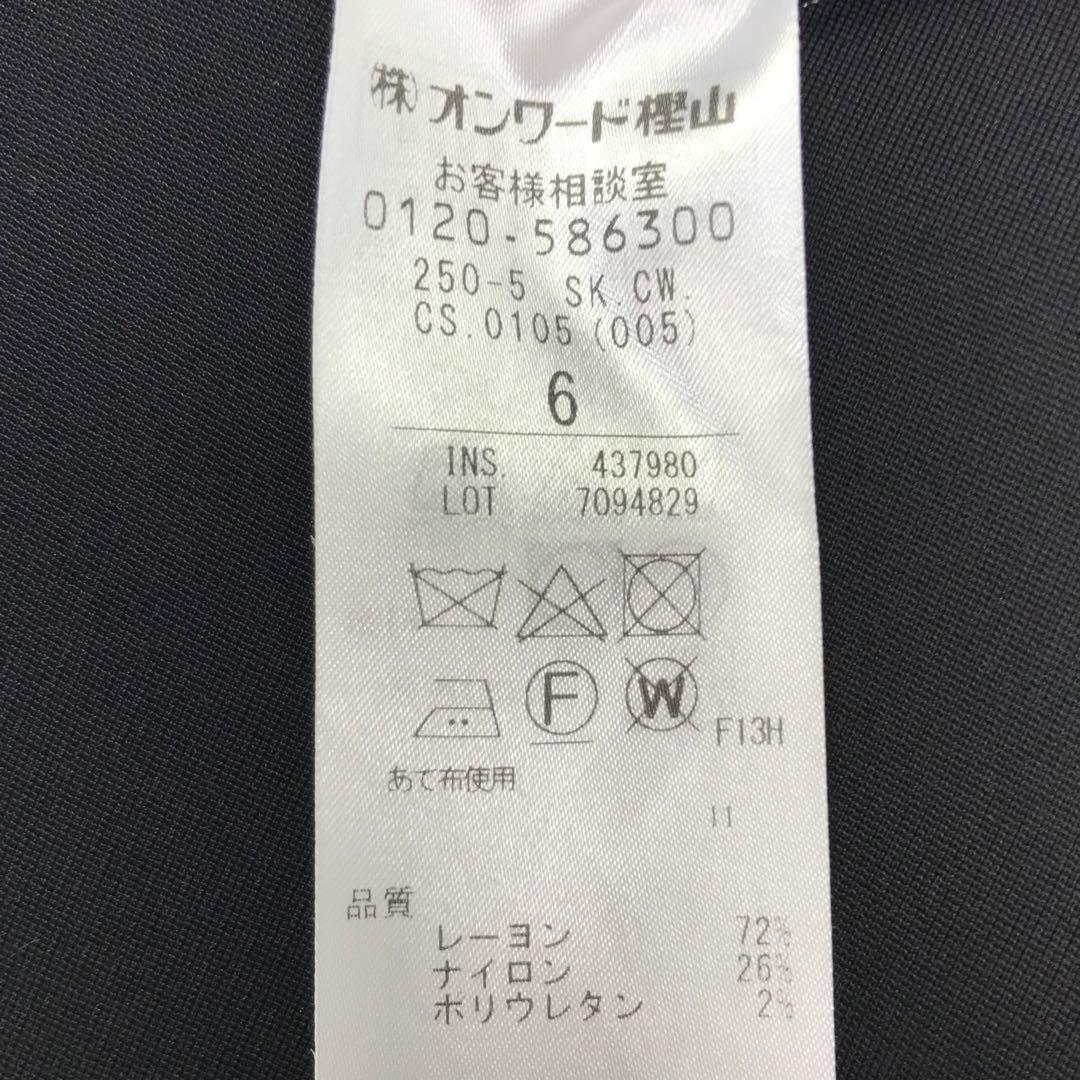 ㈱オンワード樫山
お客様相談室
0120-586300
250-5 SK.CW.
CS.0105(005)
6
INS. 437980
LOT 7094829
F W F13H
あて布使用
11
品質
レーヨン 72%
ナイロン 26%
ポリウレタン 2%